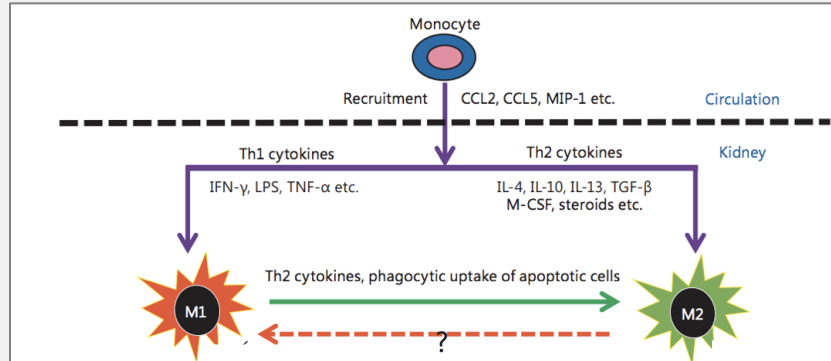 Monocyte
Recruitment CCL2, CCL5, MIP-1 etc. Circulation
Th1 cytokines Th2 cytokines Kidney
IFN-γ, LPS, TNF-α etc. IL-4, IL-10, IL-13, TGF-β
M-CSF, steroids etc.
Th2 cytokines, phagocytic uptake of apoptotic cells
M1 M2
?